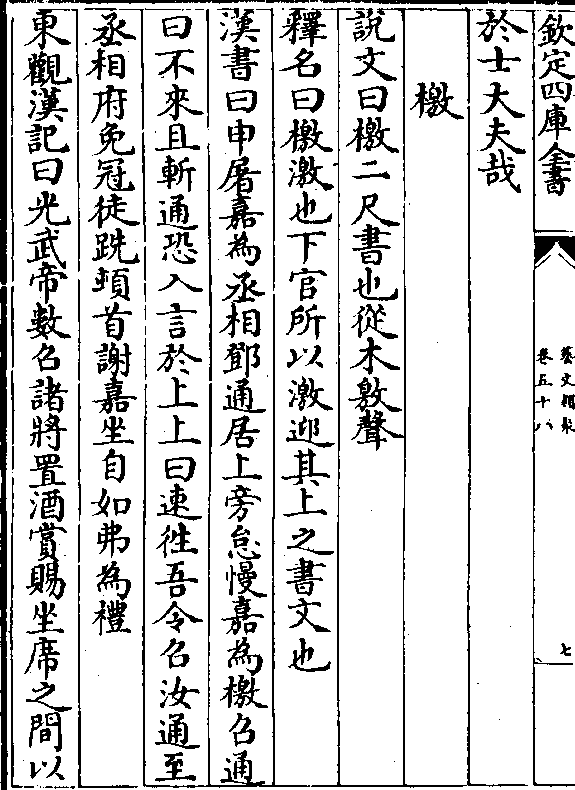 欽定四庫全書
藝文類聚
卷五十八
七
於士大夫哉
檄
說文曰檄二尺書也從木敫聲
釋名曰檄激也下官所以激迎其上之書文也
漢書曰申屠嘉為丞相鄧通居上旁怠慢嘉為檄召通
曰不來且斬通恐入言於上上曰速徃吾今召汝通至
丞相府免冠徒跣頓首謝嘉坐自如弗為禮
東觀漢記曰光武帝數召諸將置酒賞賜坐席之間以